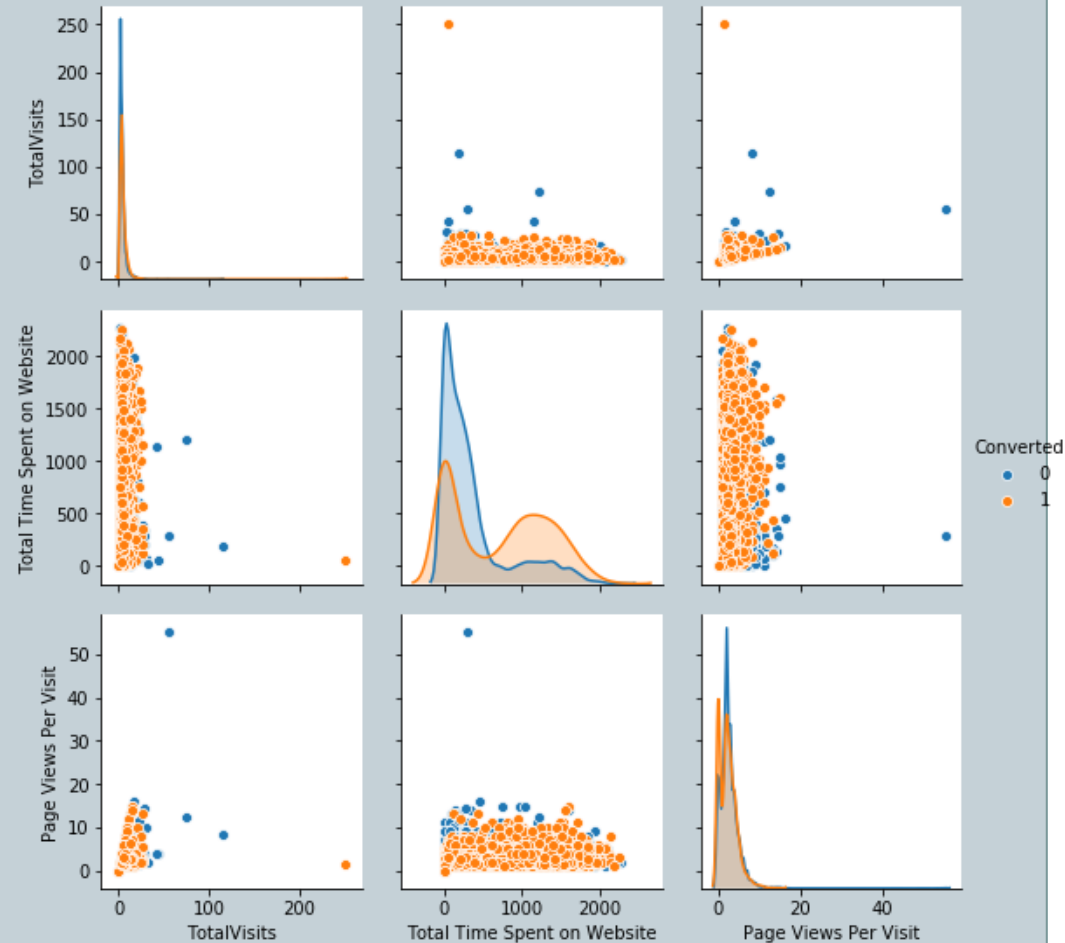 250
200
150
100
50
0
TotalVisits
2000
1500
1000
500
0
Total Time Spent on Website
Converted
0
1
50
40
30
20
10
0
Page Views Per Visit
0 100 200
TotalVisits
0 1000 2000
Total Time Spent on Website
0 20 40
Page Views Per Visit